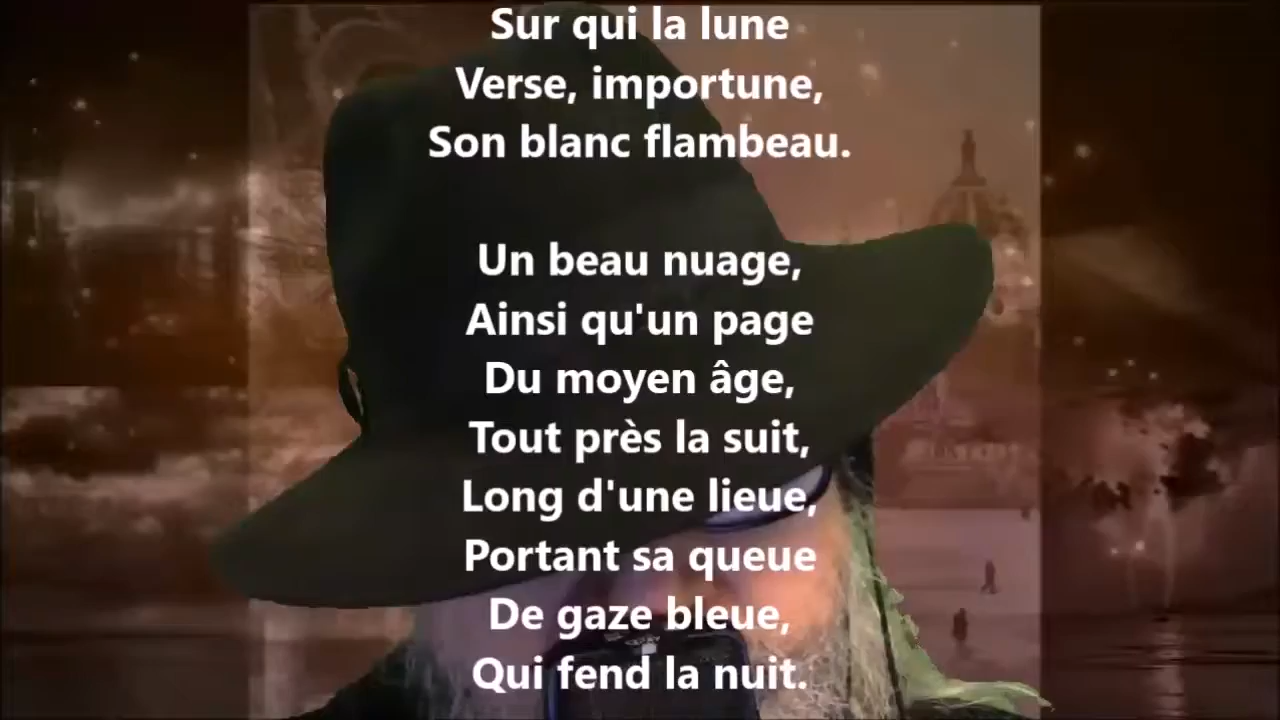 Sur qui la lune
Verse, importune,
Son blanc flambeau.
Un beau nuage,
Ainsi qu'un page
Du moyen âge,
Tout près la suit,
Long d'une lieue,
Portant sa queue
De gaze bleue,
Qui fend la nuit.